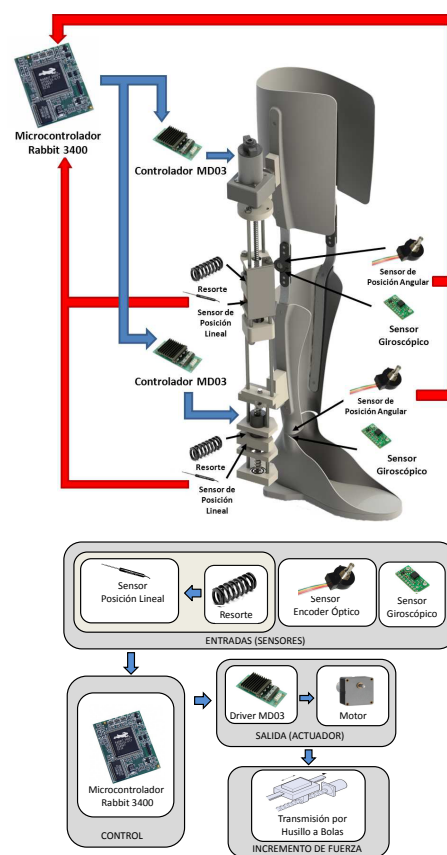 Microcontrolador
Rabbit 3400
Controlador MD03
Resorte
Sensor de
Posición
Lineal
Sensor de
Posición Angular
Sensor
Giroscópico
Controlador MD03
Sensor de
Posición Angular
Sensor
Giroscópico
Resorte
Sensor de
Posición
Lineal
Sensor
Posición Lineal
Resorte
Sensor
Encoder Óptico
Sensor
Giroscópico
ENTRADAS (SENSORES)
Driver MD03
Motor
SALIDA (ACTUADOR)
Microcontrolador
Rabbit 3400
CONTROL
Transmisión por
Husillo a Bolas
INCREMENTO DE FUERZA